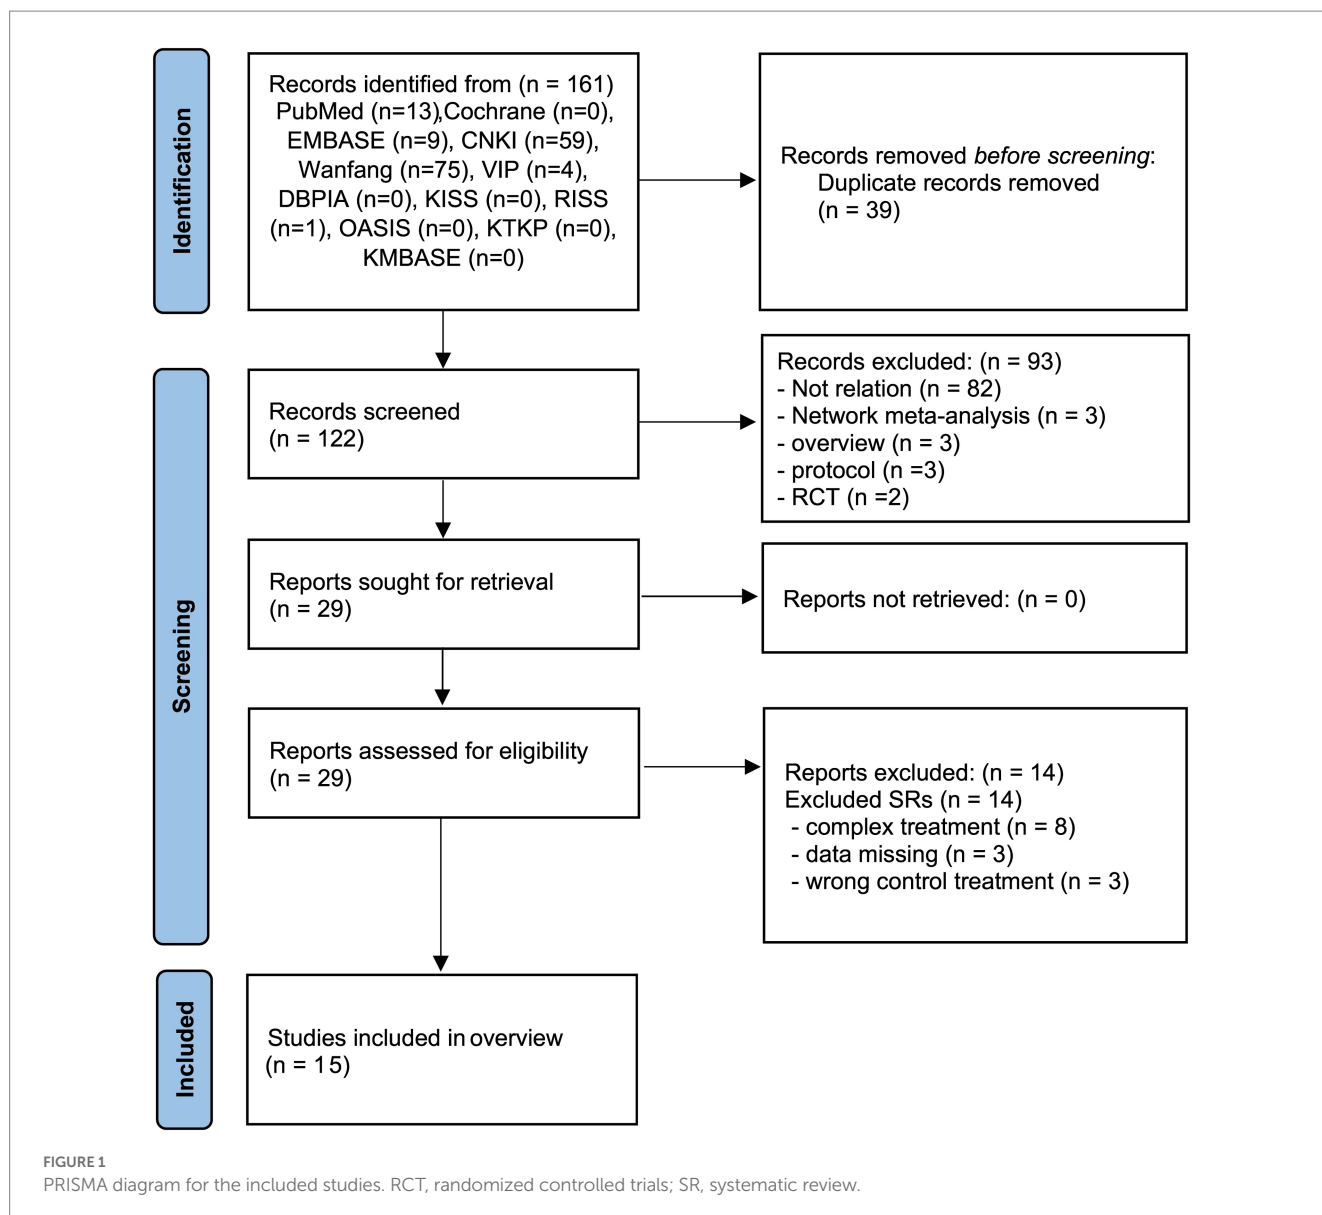 Identification
Records identified from (n = 161)
PubMed (n=13),Cochrane (n=0),
EMBASE (n=9), CNKI (n=59),
Wanfang (n=75), VIP (n=4),
DBPIA (n=0), KISS (n=0), RISS
(n=1), OASIS (n=0), KTKP (n=0),
KMBASE (n=0)
Records removed before screening:
Duplicate records removed
(n = 39)
Screening
Records screened
(n = 122)
Records excluded: (n = 93)
- Not relation (n = 82)
- Network meta-analysis (n = 3)
- overview (n = 3)
- protocol (n =3)
- RCT (n =2)
Reports sought for retrieval
(n = 29)
Reports not retrieved: (n = 0)
Reports assessed for eligibility
(n = 29)
Reports excluded: (n = 14)
Excluded SRs (n = 14)
- complex treatment (n = 8)
- data missing (n = 3)
- wrong control treatment (n = 3)
Included
Studies included in overview
(n = 15)
FIGURE 1
PRISMA diagram for the included studies. RCT, randomized controlled trials; SR, systematic review.